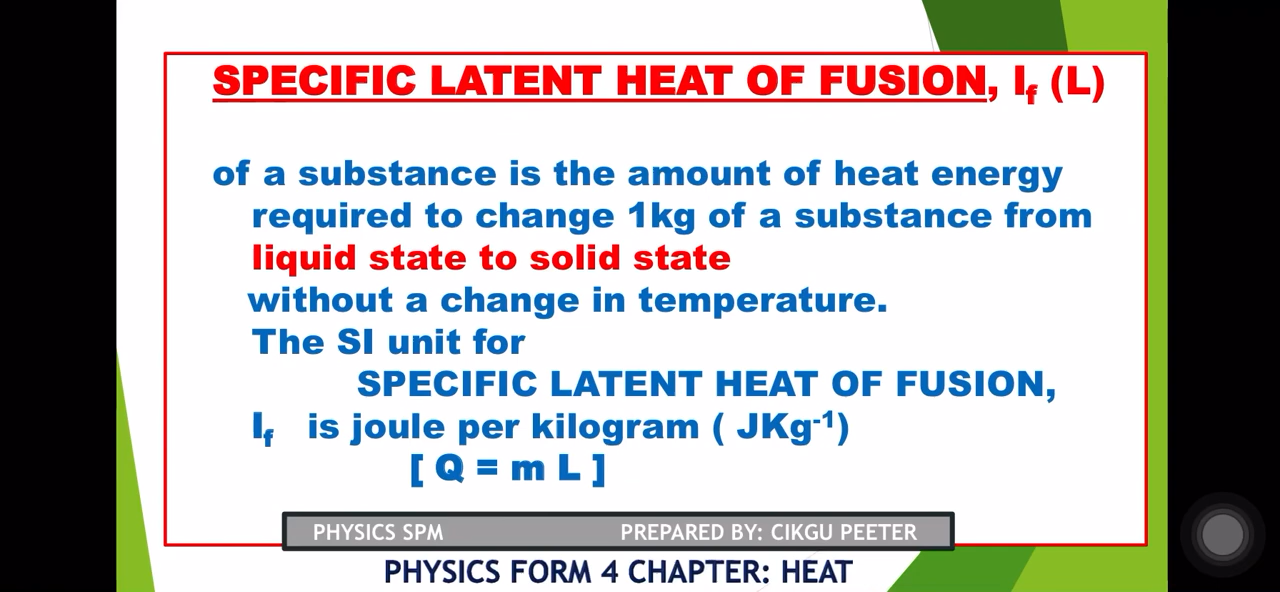 SPECIFIC LATENT HEAT OF FUSION, lf (L)
of a substance is the amount of heat energy
required to change 1kg of a substance from
liquid state to solid state
without a change in temperature.
The SI unit for
SPECIFIC LATENT HEAT OF FUSION,
lf is joule per kilogram ( JKg-1)
[ Q = m L ]
PHYSICS SPM PREPARED BY: CIKGU PEETER
PHYSICS FORM 4 CHAPTER: HEAT